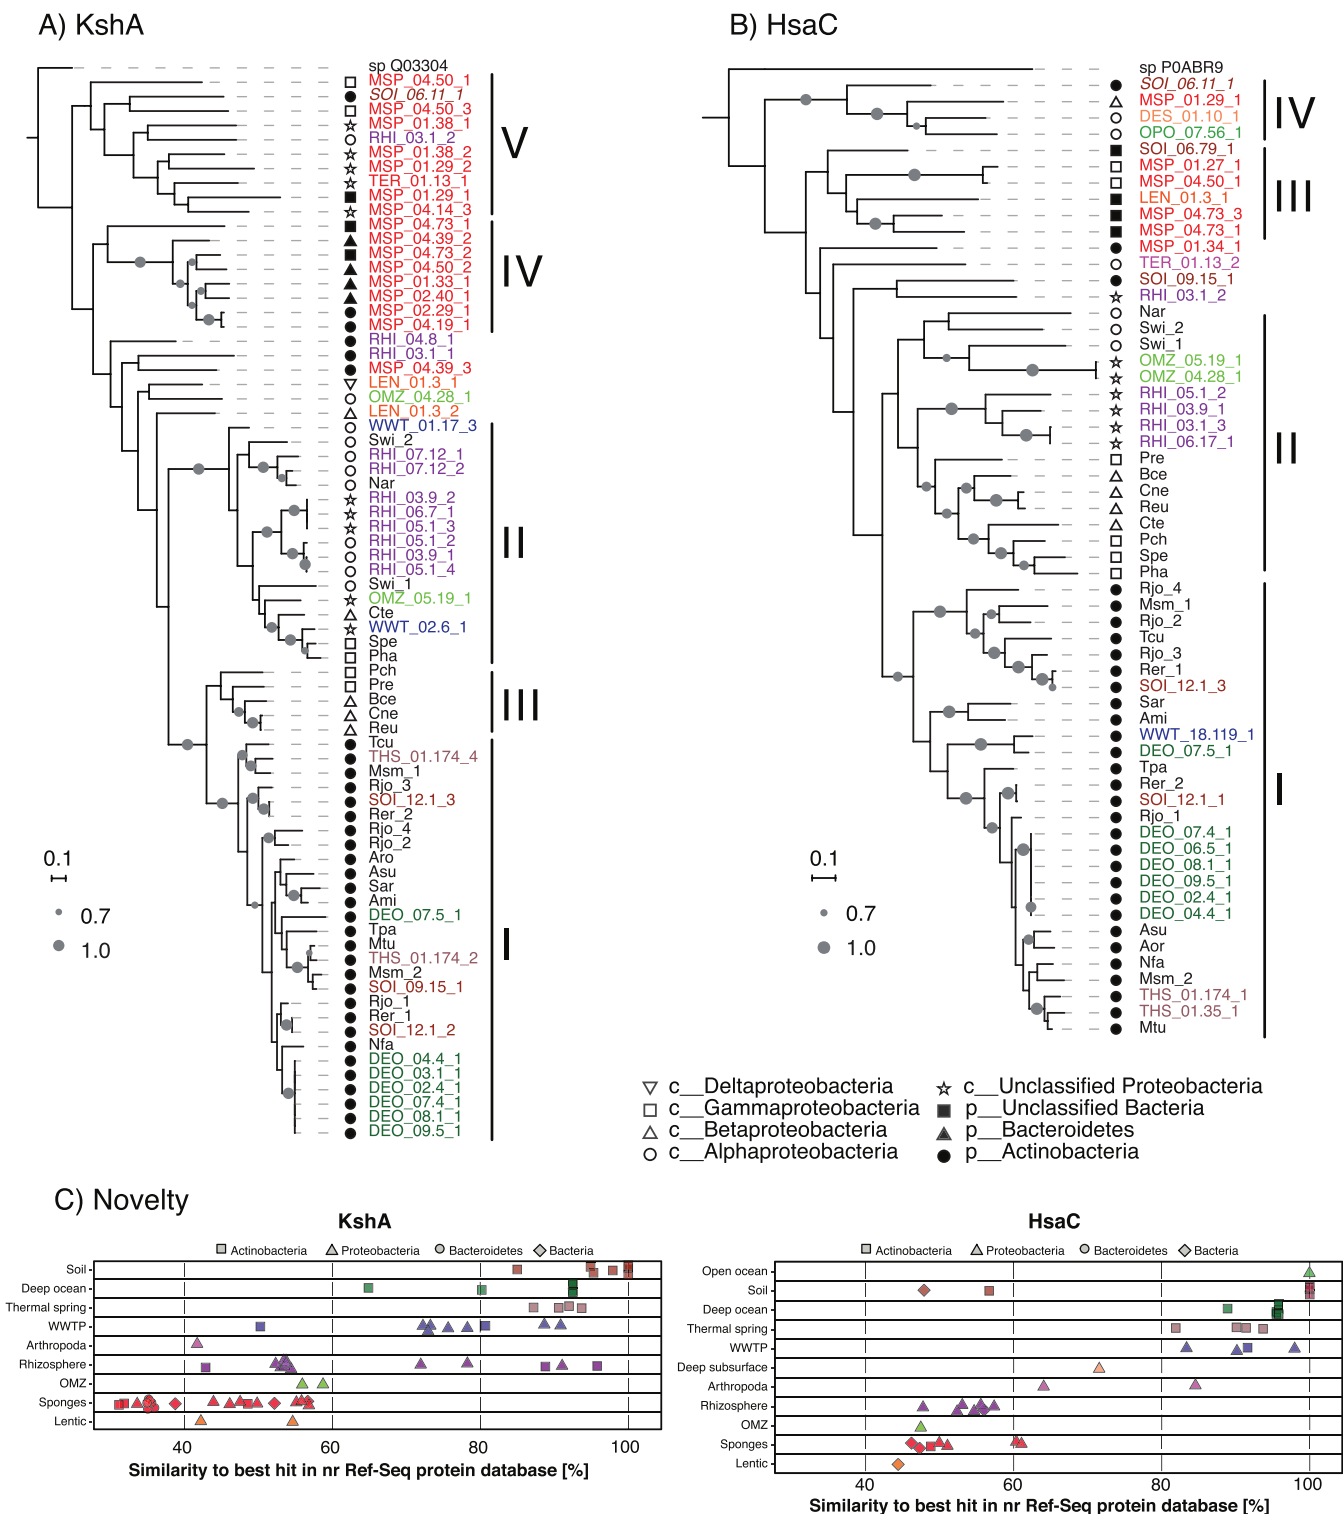 A) KshA
sp Q03304
MSP_04.50_1
SOI_06.11_1
MSP_04.50_3
MSP_01.38_1
RHI_03.1_2
MSP_01.38_2
MSP_01.29_2
TER_01.13_1
MSP_01.29_1
MSP_04.14_3
V
MSP_04.73_1
MSP_04.39_2
MSP_04.73_2
MSP_04.50_2
MSP_01.33_1
MSP_02.40_1
MSP_02.29_1
MSP_04.19_1
IV
RHI_04.8_1
RHI_03.1_1
MSP_04.39_3
LEN_01.3_1
OMZ_04.28_1
LEN_01.3_2
WWT_01.17_3
Swi_2
RHI_07.12_1
RHI_07.12_2
Nar
RHI_03.9_2
RHI_06.7_1
RHI_05.1_3
RHI_05.1_2
RHI_03.9_1
RHI_05.1_4
Swi_1
OMZ_05.19_1
Cte
WWT_02.6_1
Spe
Pha
II
Pch
Pre
Bce
Cne
Reu
III
Tcu
THS_01.174_4
Msm_1
Rjo_3
SOI_12.1_3
Rer_2
Rjo_4
Rjo_2
Aro
Asu
Sar
Ami
DEO_07.5_1
Tpa
Mtu
THS_01.174_2
Msm_2
SOI_09.15_1
Rjo_1
Rer_1
SOI_12.1_2
Nfa
DEO_04.4_1
DEO_03.1_1
DEO_02.4_1
DEO_07.4_1
DEO_08.1_1
DEO_09.5_1
I
0.1
0.7
1.0
B) HsaC
sp P0ABR9
SOI_06.11_1
MSP_01.29_1
DES_01.10_1
OPO_07.56_1
IV
SOI_06.79_1
MSP_01.27_1
MSP_04.50_1
LEN_01.3_1
MSP_04.73_3
MSP_04.73_1
III
MSP_01.34_1
TER_01.13_2
SOI_09.15_1
RHI_03.1_2
Nar
Swi_2
Swi_1
OMZ_05.19_1
OMZ_04.28_1
RHI_05.1_2
RHI_03.9_1
RHI_03.1_3
RHI_06.17_1
Pre
Bce
Cne
Reu
Cte
Pch
Spe
Pha
II
Rjo_4
Msm_1
Rjo_2
Tcu
Rjo_3
Rer_1
SOI_12.1_3
Sar
Ami
WWT_18.119_1
DEO_07.5_1
Tpa
Rer_2
SOI_12.1_1
Rjo_1
DEO_07.4_1
DEO_06.5_1
DEO_08.1_1
DEO_09.5_1
DEO_02.4_1
DEO_04.4_1
Asu
Aor
Nfa
Msm_2
THS_01.174_1
THS_01.35_1
Mtu
I
0.1
0.7
1.0
c__Deltaproteobacteria
c__Gammaproteobacteria
c__Betaproteobacteria
c__Alphaproteobacteria
c__Unclassified Proteobacteria
p__Unclassified Bacteria
p__Bacteroidetes
p__Actinobacteria
C) Novelty
KshA
Actinobacteria Proteobacteria Bacteroidetes Bacteria
Soil
Deep ocean
Thermal spring
WWTP
Arthropoda
Rhizosphere
OMZ
Sponges
Lentic
40 60 80 100
Similarity to best hit in nr Ref-Seq protein database [%]
HsaC
Actinobacteria Proteobacteria Bacteroidetes Bacteria
Open ocean
Soil
Deep ocean
Thermal spring
WWTP
Deep subsurface
Arthropoda
Rhizosphere
OMZ
Sponges
Lentic
40 60 80 100
Similarity to best hit in nr Ref-Seq protein database [%]